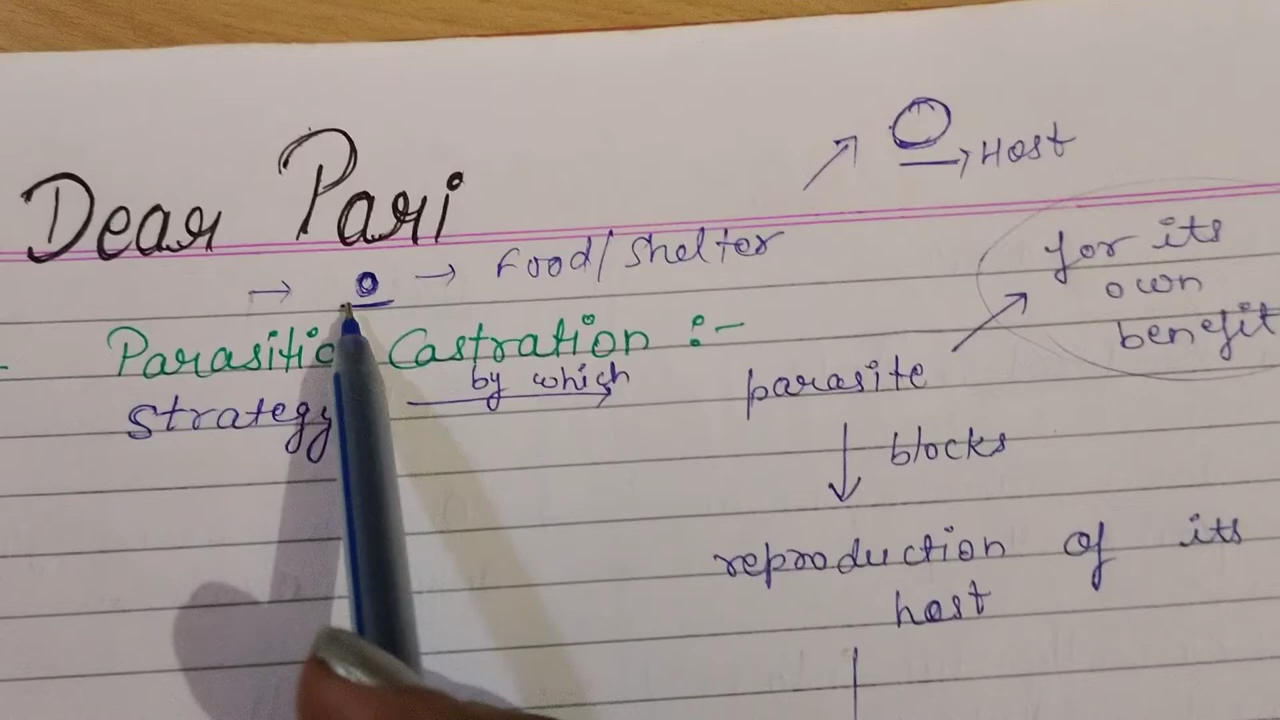 → Host
Dear Pari
→ → Food/Shelter
for its
own
benefit
Parasitic Castration :-
strategy by which parasite
↓ blocks
reproduction of its
host